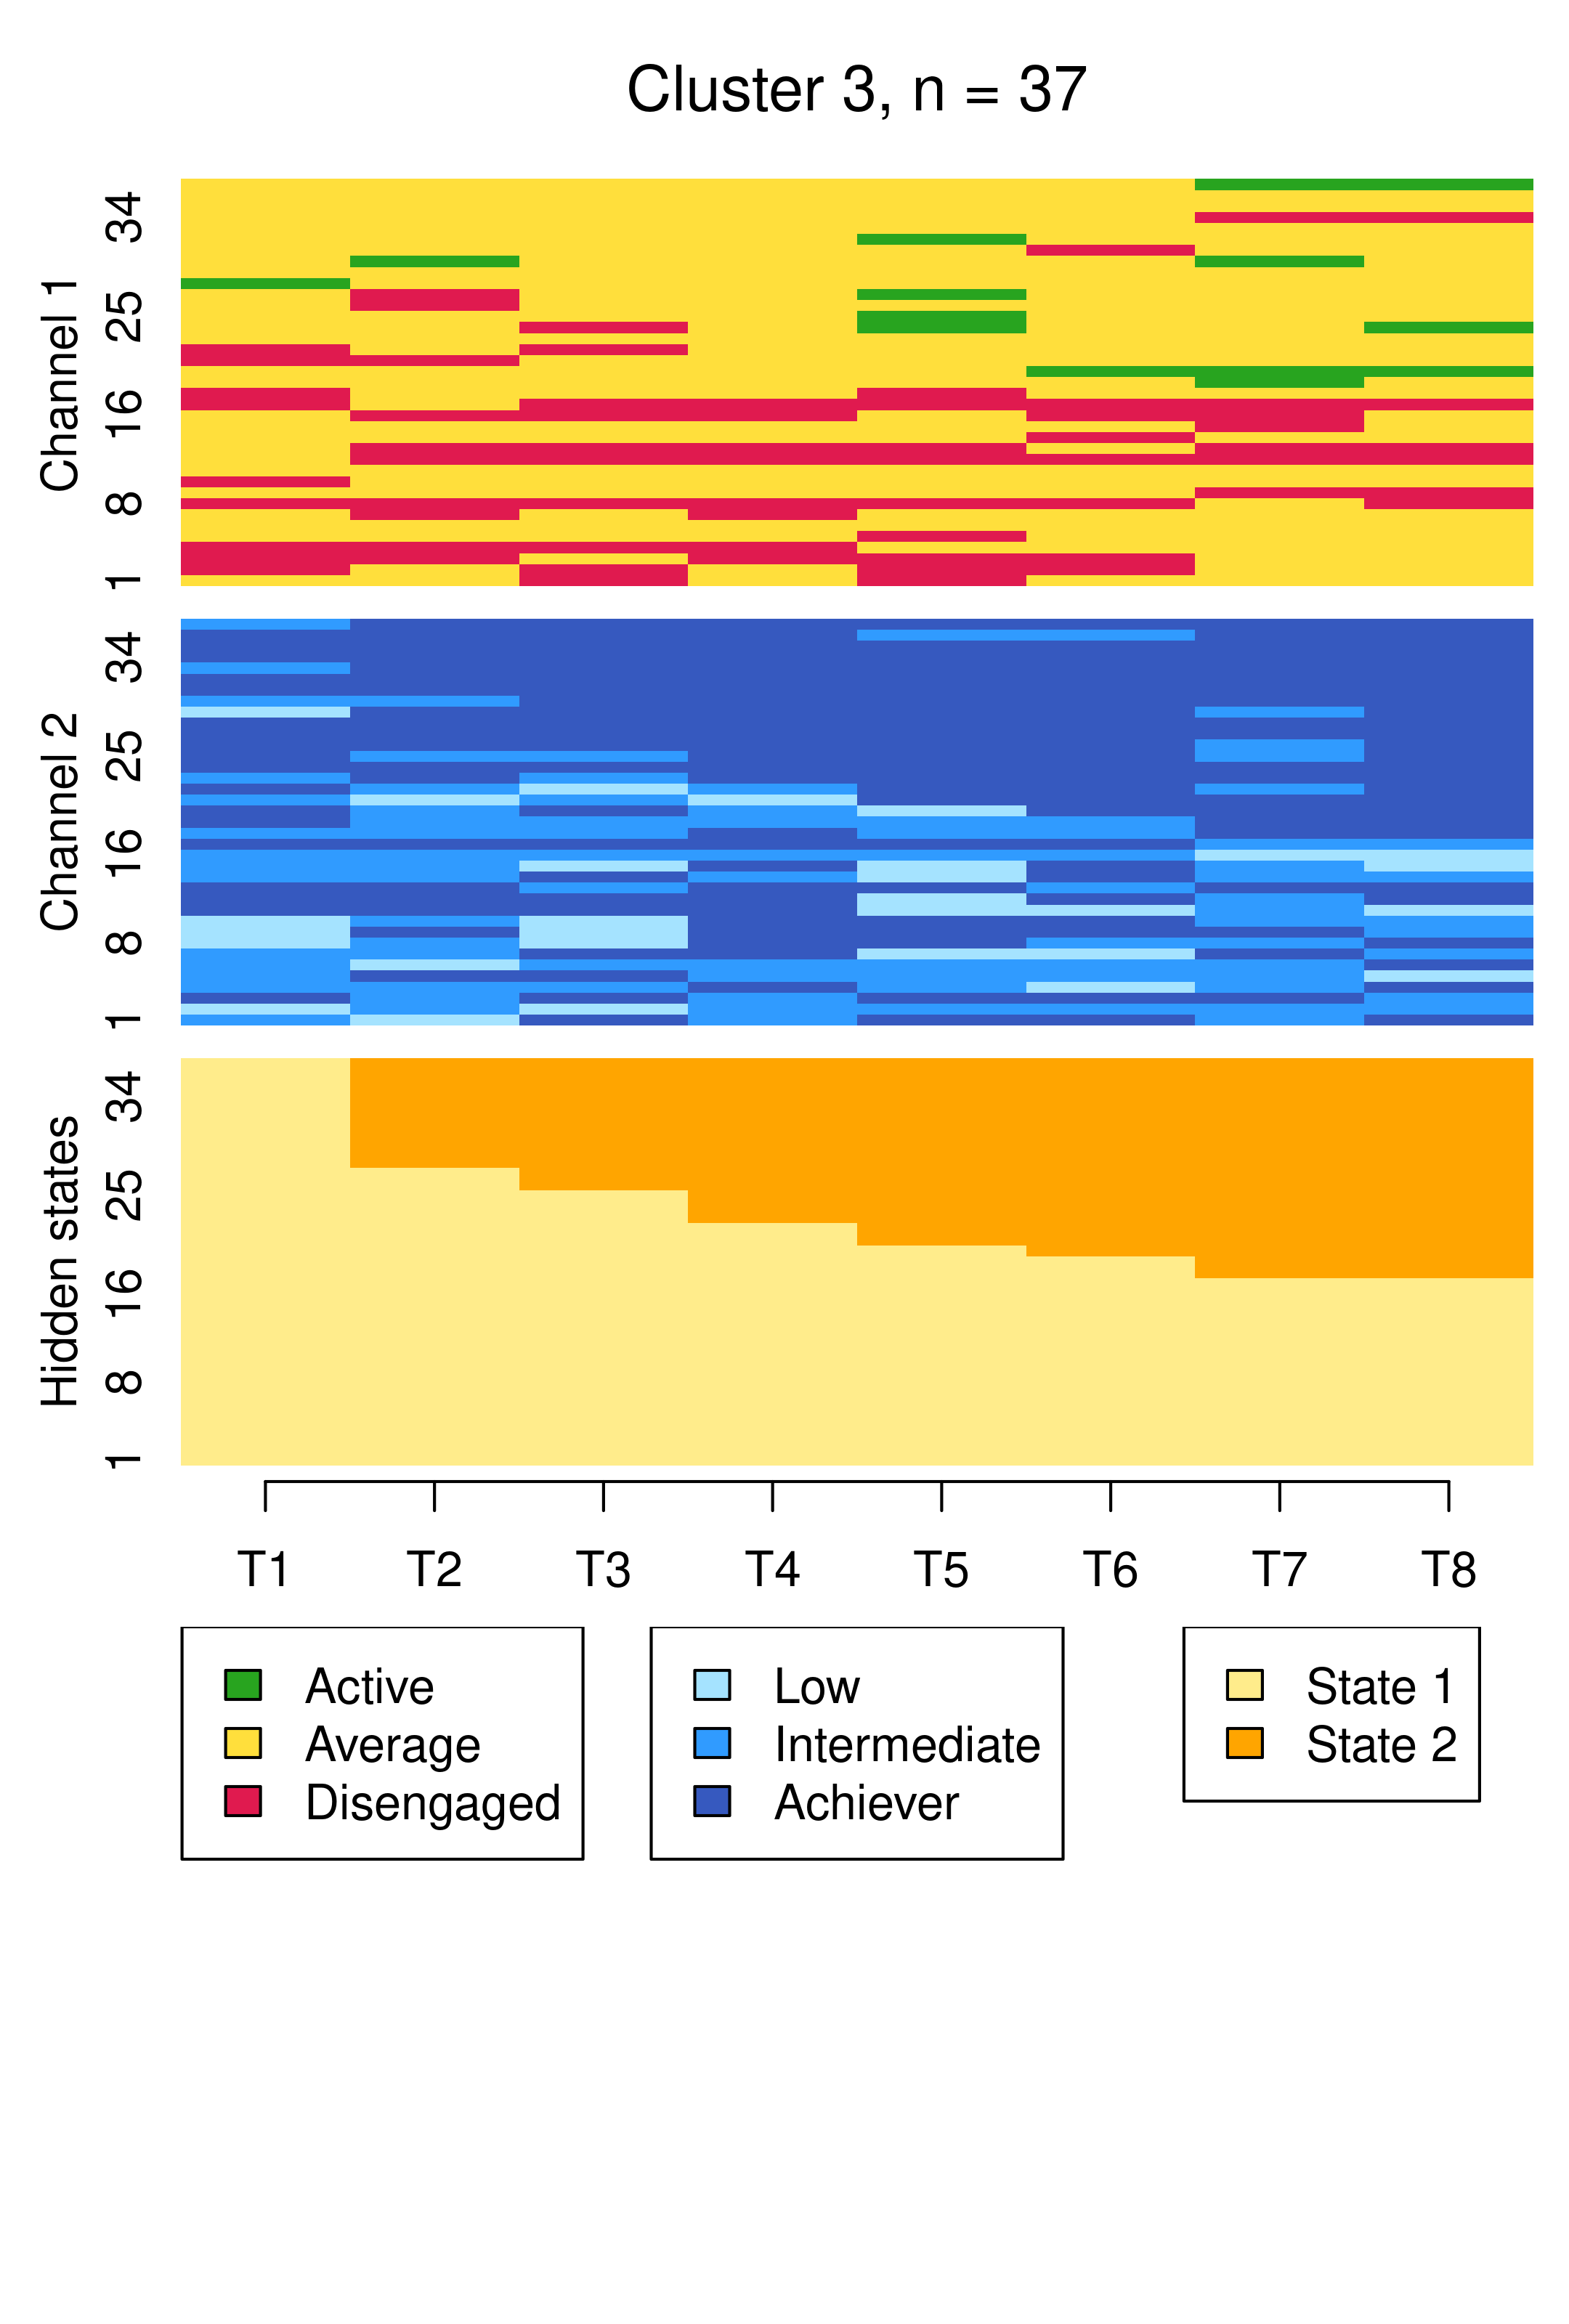 Cluster 3, n = 37
Channel 1
34
25
16
8
1
Channel 2
34
25
16
8
1
Hidden states
34
25
16
8
1
T1 T2 T3 T4 T5 T6 T7 T8
Active
Average
Disengaged
Low
Intermediate
Achiever
State 1
State 2